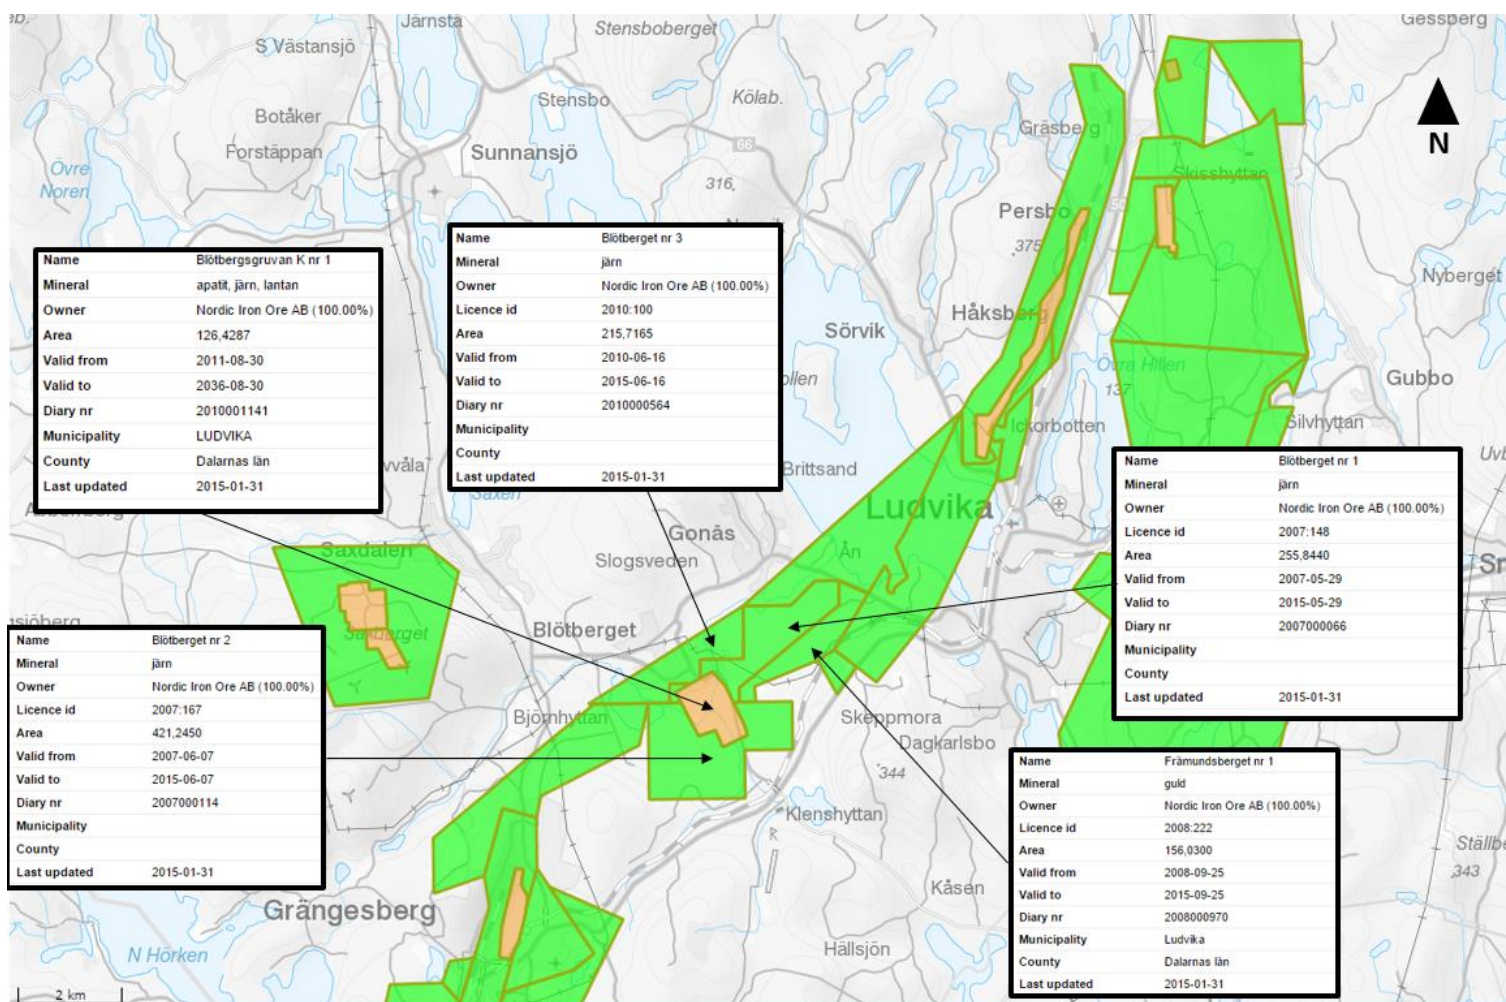 Järnsta
Stensboberget
Gessberg
S Västansjö
Kölab.
Stensbo
Botåker
N
Gräsberg
Forstäppan
Sunnansjö
66
Övre
Noren
316,
Skisshyttan
50
Persbo
375
Nyberget
Håksberg
Sörvik
Övra Hillen
137
Gubbo
Silvhyttan
Ickorbotten
Brittsand
Saxen
Ludvika
Gonäs
Slogsveden
Ån
Saxdalen
Saxberget
Blötberget
Björnhyttan
Skeppmora
Dagkarlsbo
344
Klenshyttan
Kåsen
343
Grängesberg
N Hörken
Hällsjön
2 km
Name Blötbergsgruvan K nr 1
Mineral apatit, järn, lantan
Owner Nordic Iron Ore AB (100.00%)
Area 126,4287
Valid from 2011-08-30
Valid to 2036-08-30
Diary nr 2010001141
Municipality LUDVIKA
County Dalarnas län
Last updated 2015-01-31
Name Blötberget nr 3
Mineral järn
Owner Nordic Iron Ore AB (100.00%)
Licence id 2010:100
Area 215,7165
Valid from 2010-06-16
Valid to 2015-06-16
Diary nr 2010000564
Municipality
County
Last updated 2015-01-31
Name Blötberget nr 1
Mineral järn
Owner Nordic Iron Ore AB (100.00%)
Licence id 2007:148
Area 255,8440
Valid from 2007-05-29
Valid to 2015-05-29
Diary nr 2007000066
Municipality
County
Last updated 2015-01-31
Name Blötberget nr 2
Mineral järn
Owner Nordic Iron Ore AB (100.00%)
Licence id 2007:167
Area 421,2450
Valid from 2007-06-07
Valid to 2015-06-07
Diary nr 2007000114
Municipality
County
Last updated 2015-01-31
Name Främundsberget nr 1
Mineral guld
Owner Nordic Iron Ore AB (100.00%)
Licence id 2008:222
Area 156,0300
Valid from 2008-09-25
Valid to 2015-09-25
Diary nr 2008000970
Municipality Ludvika
County Dalarnas län
Last updated 2015-01-31